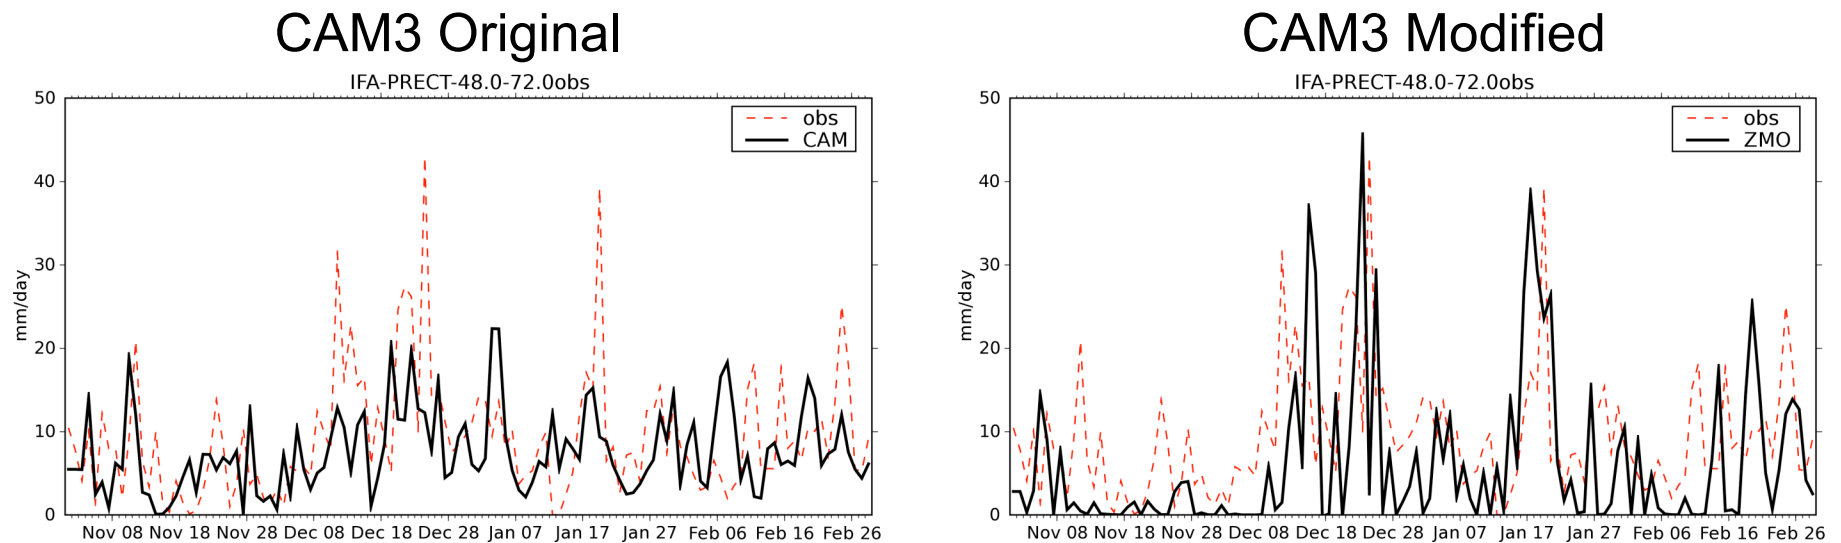 CAM3 Original
IFA-PRECT-48.0-72.0obs
mm/day
50
40
30
20
10
0
obs
CAM
Nov 08 Nov 18 Nov 28 Dec 08 Dec 18 Dec 28 Jan 07 Jan 17 Jan 27 Feb 06 Feb 16 Feb 26
CAM3 Modified
IFA-PRECT-48.0-72.0obs
mm/day
50
40
30
20
10
0
obs
ZMO
Nov 08 Nov 18 Nov 28 Dec 08 Dec 18 Dec 28 Jan 07 Jan 17 Jan 27 Feb 06 Feb 16 Feb 26